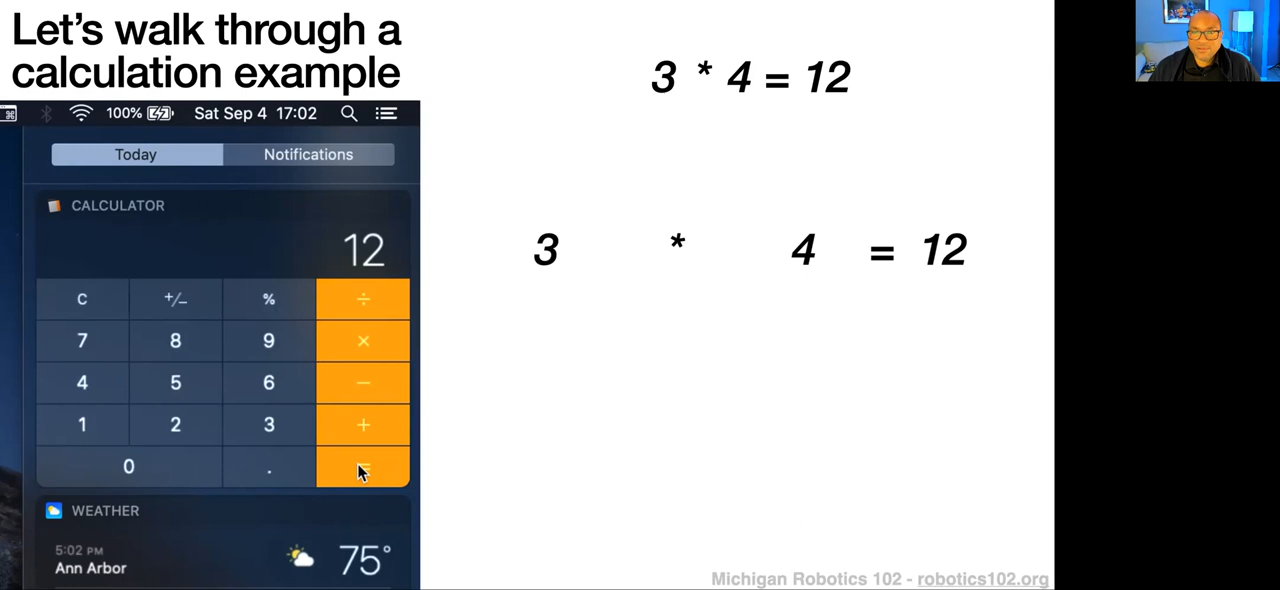 Let's walk through a
calculation example
100% Sat Sep 4 17:02
Today Notifications
CALCULATOR
12
C +/− % ÷
7 8 9 ×
4 5 6 −
1 2 3 +
0 . =
WEATHER
5:02 PM
Ann Arbor
75°
3 * 4 = 12
3 * 4 = 12
Michigan Robotics 102 - robotics102.org